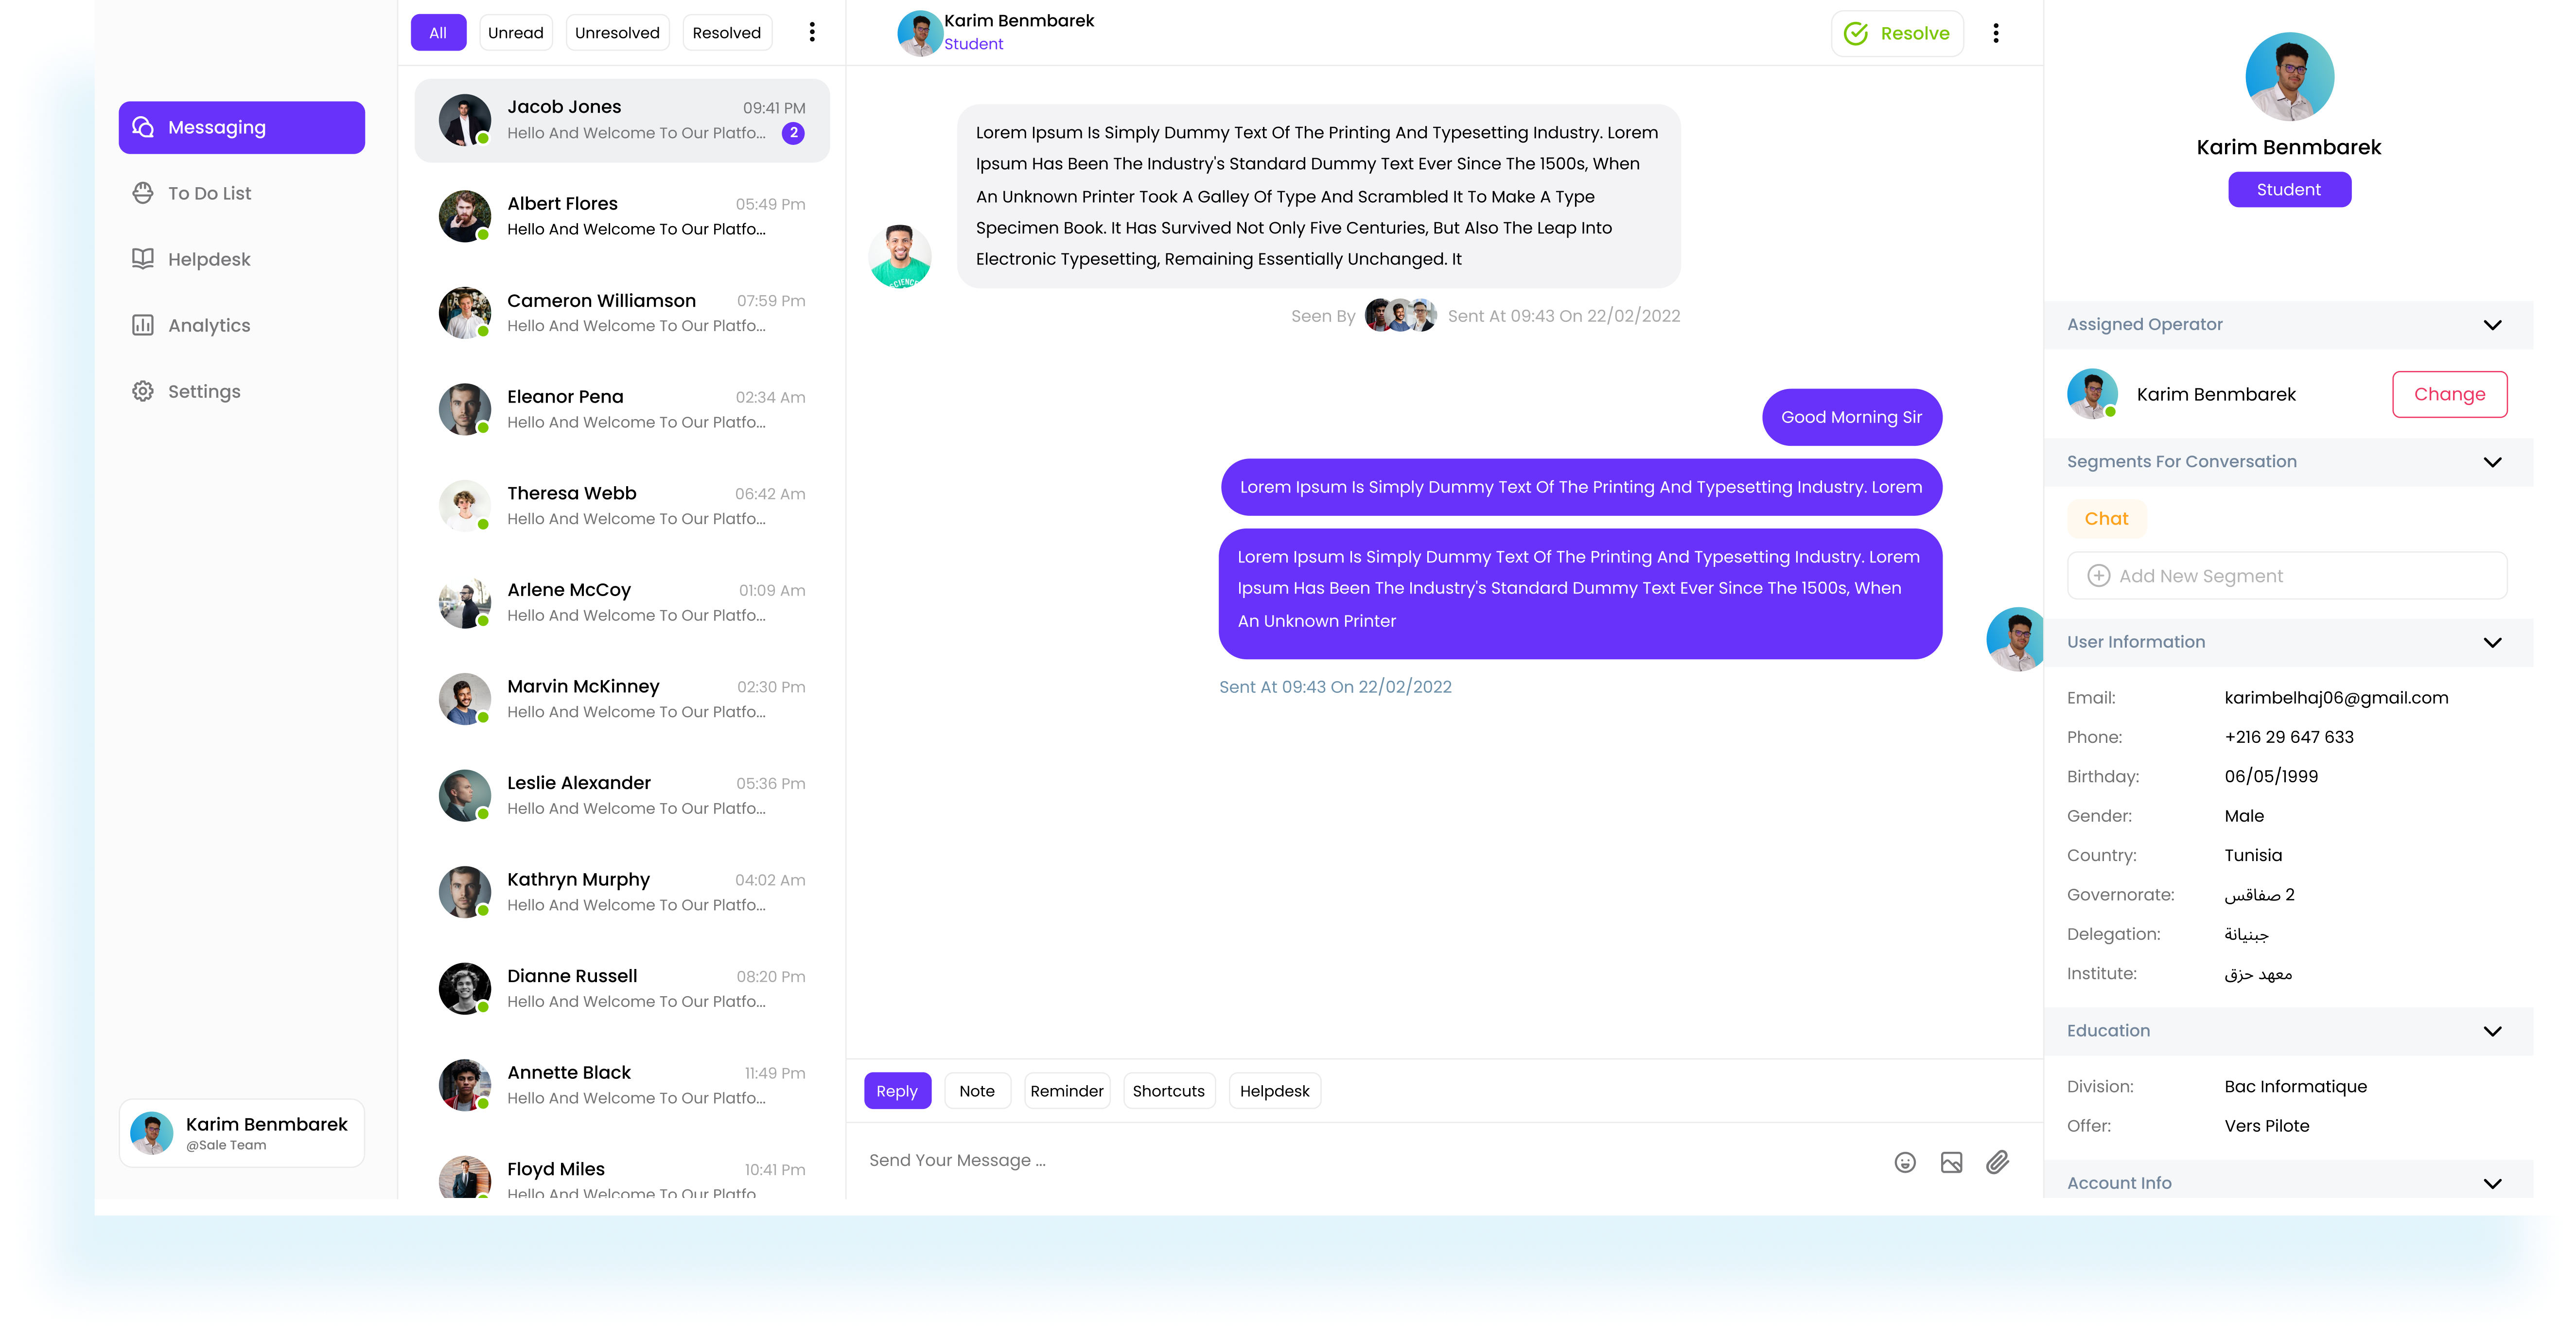 Messaging
To Do List
Helpdesk
Analytics
Settings
Karim Benmbarek
@Sale Team
All
Unread
Unresolved
Resolved
Jacob Jones
09:41 PM
Hello And Welcome To Our Platfo...
2
Albert Flores
05:49 Pm
Hello And Welcome To Our Platfo...
Cameron Williamson
07:59 Pm
Hello And Welcome To Our Platfo...
Eleanor Pena
02:34 Am
Hello And Welcome To Our Platfo...
Theresa Webb
06:42 Am
Hello And Welcome To Our Platfo...
Arlene McCoy
01:09 Am
Hello And Welcome To Our Platfo...
Marvin McKinney
02:30 Pm
Hello And Welcome To Our Platfo...
Leslie Alexander
05:36 Pm
Hello And Welcome To Our Platfo...
Kathryn Murphy
04:02 Am
Hello And Welcome To Our Platfo...
Dianne Russell
08:20 Pm
Hello And Welcome To Our Platfo...
Annette Black
11:49 Pm
Hello And Welcome To Our Platfo...
Floyd Miles
10:41 Pm
Hello And Welcome To Our Platfo
Karim Benmbarek
Student
Resolve
Lorem Ipsum Is Simply Dummy Text Of The Printing And Typesetting Industry. Lorem
Ipsum Has Been The Industry's Standard Dummy Text Ever Since The 1500s, When
An Unknown Printer Took A Galley Of Type And Scrambled It To Make A Type
Specimen Book. It Has Survived Not Only Five Centuries, But Also The Leap Into
Electronic Typesetting, Remaining Essentially Unchanged. It
Seen By
Sent At 09:43 On 22/02/2022
Good Morning Sir
Lorem Ipsum Is Simply Dummy Text Of The Printing And Typesetting Industry. Lorem
Lorem Ipsum Is Simply Dummy Text Of The Printing And Typesetting Industry. Lorem
Ipsum Has Been The Industry's Standard Dummy Text Ever Since The 1500s, When
An Unknown Printer
Sent At 09:43 On 22/02/2022
Reply
Note
Reminder
Shortcuts
Helpdesk
Send Your Message ...
Karim Benmbarek
Student
Assigned Operator
Karim Benmbarek
Change
Segments For Conversation
Chat
Add New Segment
User Information
Email: karimbelhaj06@gmail.com
Phone: +216 29 647 633
Birthday: 06/05/1999
Gender: Male
Country: Tunisia
Governorate: صفاقس 2
Delegation: جبنيانة
Institute: معهد حزق
Education
Division: Bac Informatique
Offer: Vers Pilote
Account Info